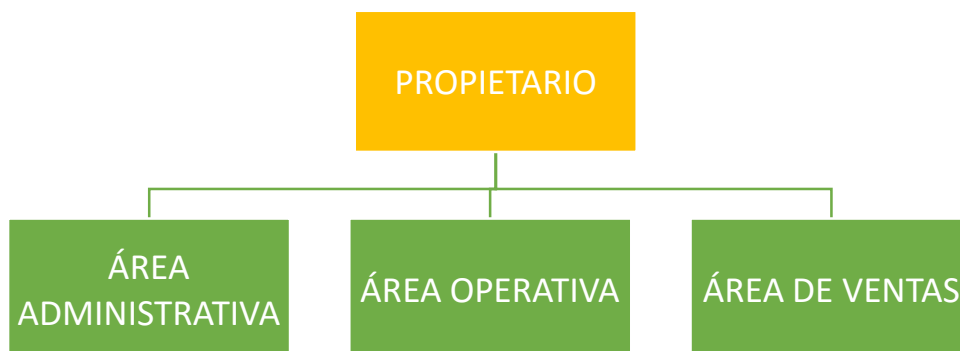 PROPIETARIO
ÁREA
ADMINISTRATIVA
ÁREA OPERATIVA
ÁREA DE VENTAS